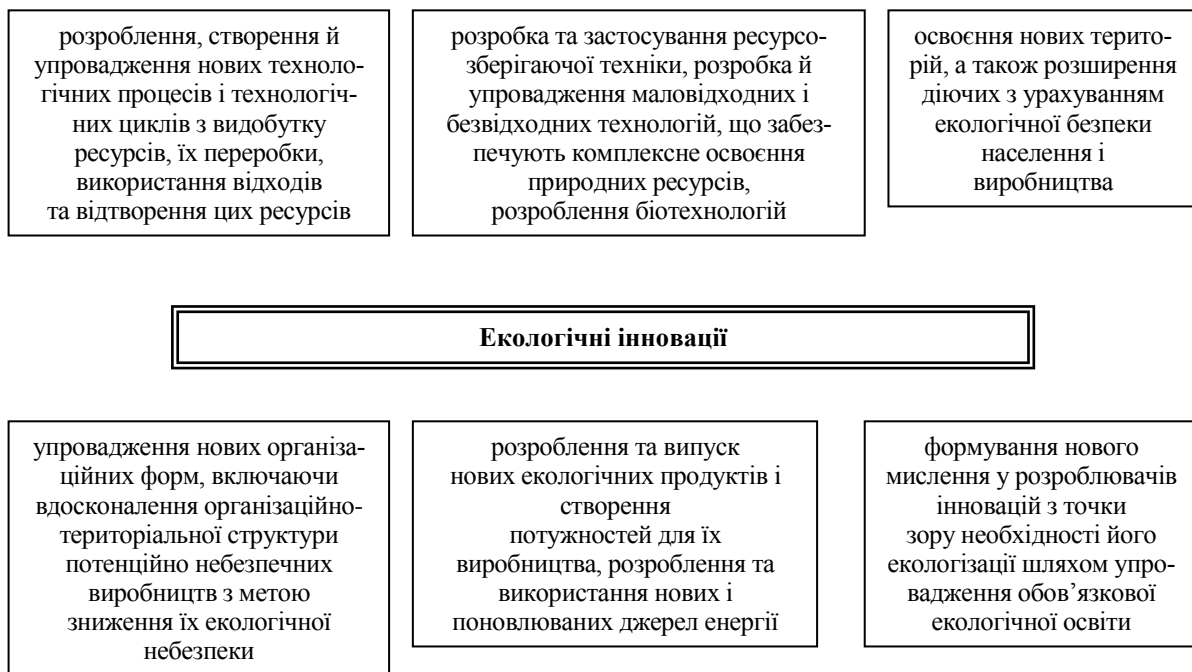 розроблення, створення й
упровадження нових техноло-
гічних процесів і технологіч-
них циклів з видобутку
ресурсів, їх переробки,
використання відходів
та відтворення цих ресурсів
розробка та застосування ресурсо-
зберігаючої техніки, розробка й
упровадження маловідходних і
безвідходних технологій, що забез-
печують комплексне освоєння
природних ресурсів,
розроблення біотехнологій
освоєння нових терито-
рій, а також розширення
діючих з урахуванням
екологічної безпеки
населення і
виробництва
Екологічні інновації
упровадження нових організа-
ційних форм, включаючи
вдосконалення організаційно-
територіальної структури
потенційно небезпечних
виробництв з метою
зниження їх екологічної
небезпеки
розроблення та випуск
нових екологічних продуктів і
створення
потужностей для їх
виробництва, розроблення та
використання нових і
поновлюваних джерел енергії
формування нового
мислення у розроблювачів
інновацій з точки
зору необхідності його
екологізації шляхом упро-
вадження обов’язкової
екологічної освіти